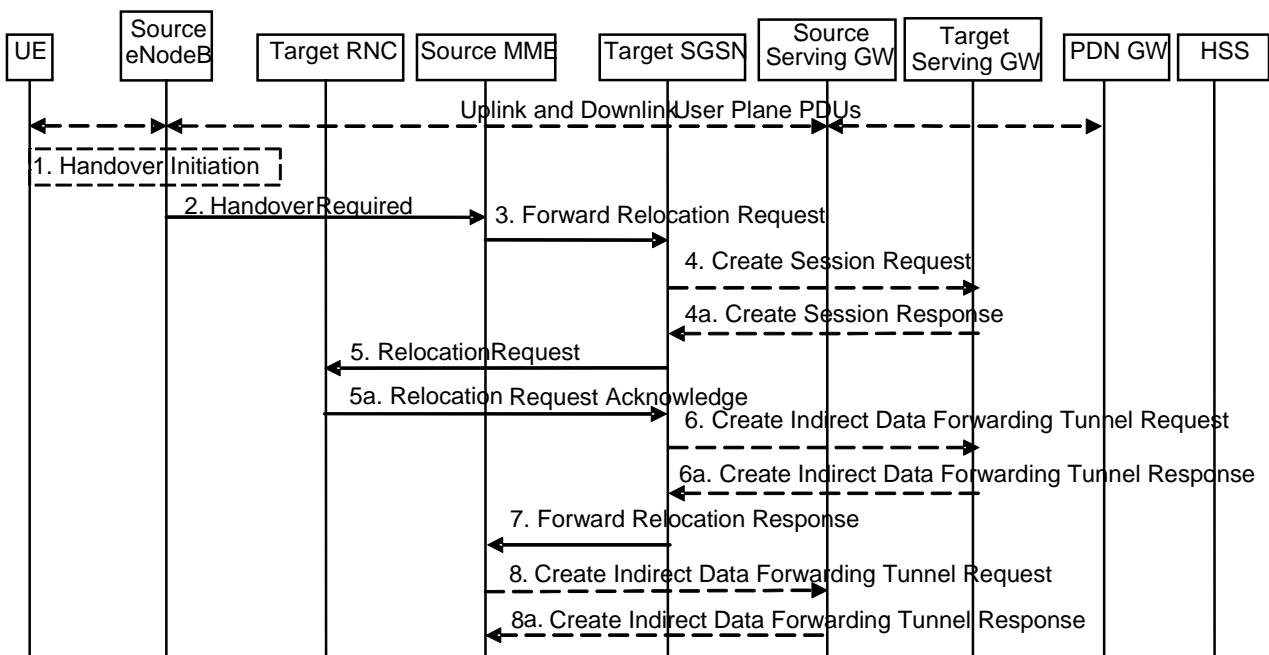 UE
Source
eNodeB
Target RNC
Source MME
Target SGSN
Source
Serving GW
Target
Serving GW
PDN GW
HSS
Uplink and Downlink User Plane PDUs
1. Handover Initiation
2. Handover Required
3. Forward Relocation Request
4. Create Session Request
4a. Create Session Response
5. Relocation Request
5a. Relocation Request Acknowledge
6. Create Indirect Data Forwarding Tunnel Request
6a. Create Indirect Data Forwarding Tunnel Response
7. Forward Relocation Response
8. Create Indirect Data Forwarding Tunnel Request
8a. Create Indirect Data Forwarding Tunnel Response